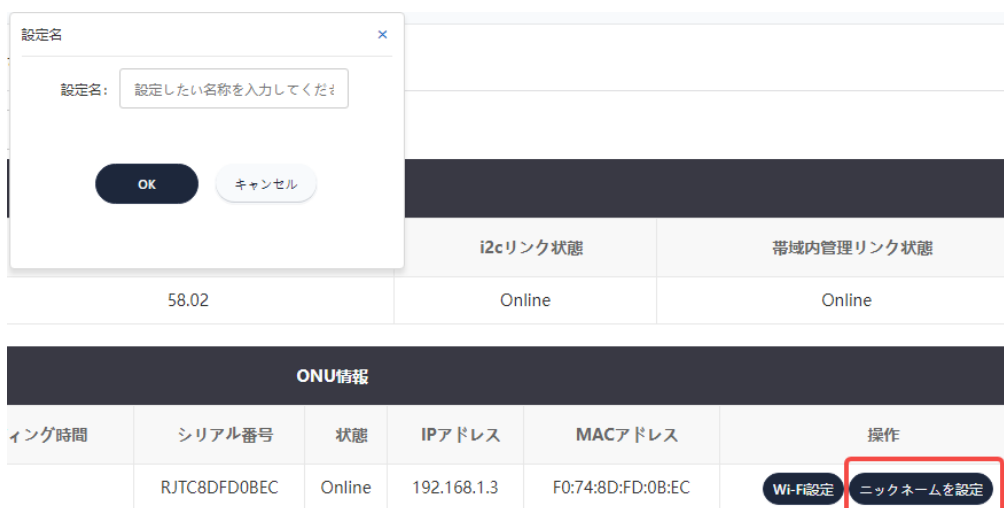 設定名 ×
設定名: 設定したい名称を入力してくださ
OK キャンセル
i2cリンク状態 帯域内管理リンク状態
58.02 Online Online
ONU情報
ィング時間 シリアル番号 状態 IPアドレス MACアドレス 操作
RJTC8DFD0BEC Online 192.168.1.3 F0:74:8D:FD:0B:EC Wi-Fi設定 ニックネームを設定